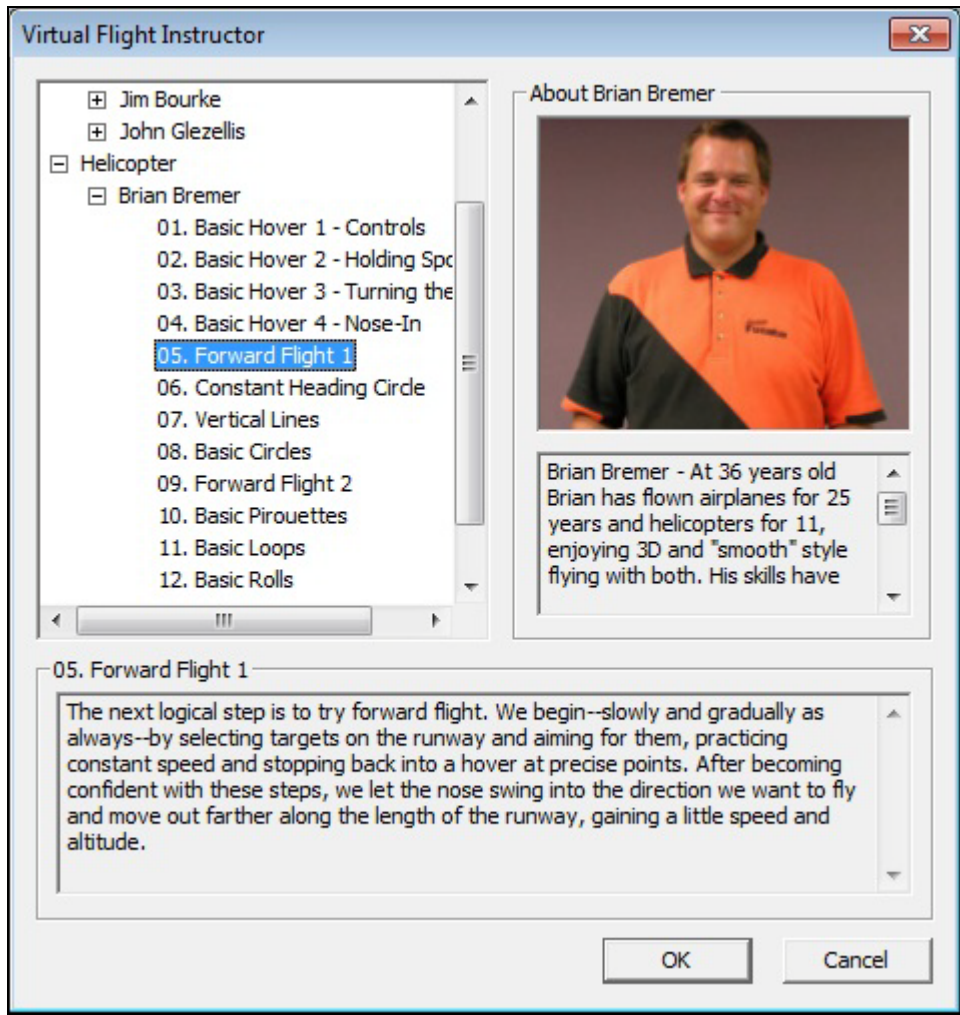 Virtual Flight Instructor
Jim Bourke
John Glezellis
Helicopter
Brian Bremer
01. Basic Hover 1 - Controls
02. Basic Hover 2 - Holding Spo
03. Basic Hover 3 - Turning the
04. Basic Hover 4 - Nose-In
05. Forward Flight 1
06. Constant Heading Circle
07. Vertical Lines
08. Basic Circles
09. Forward Flight 2
10. Basic Pirouettes
11. Basic Loops
12. Basic Rolls
About Brian Bremer
Futaba
Brian Bremer - At 36 years old
Brian has flown airplanes for 25
years and helicopters for 11,
enjoying 3D and "smooth" style
flying with both. His skills have
05. Forward Flight 1
The next logical step is to try forward flight. We begin--slowly and gradually as
always--by selecting targets on the runway and aiming for them, practicing
constant speed and stopping back into a hover at precise points. After becoming
confident with these steps, we let the nose swing into the direction we want to fly
and move out farther along the length of the runway, gaining a little speed and
altitude.
OK
Cancel